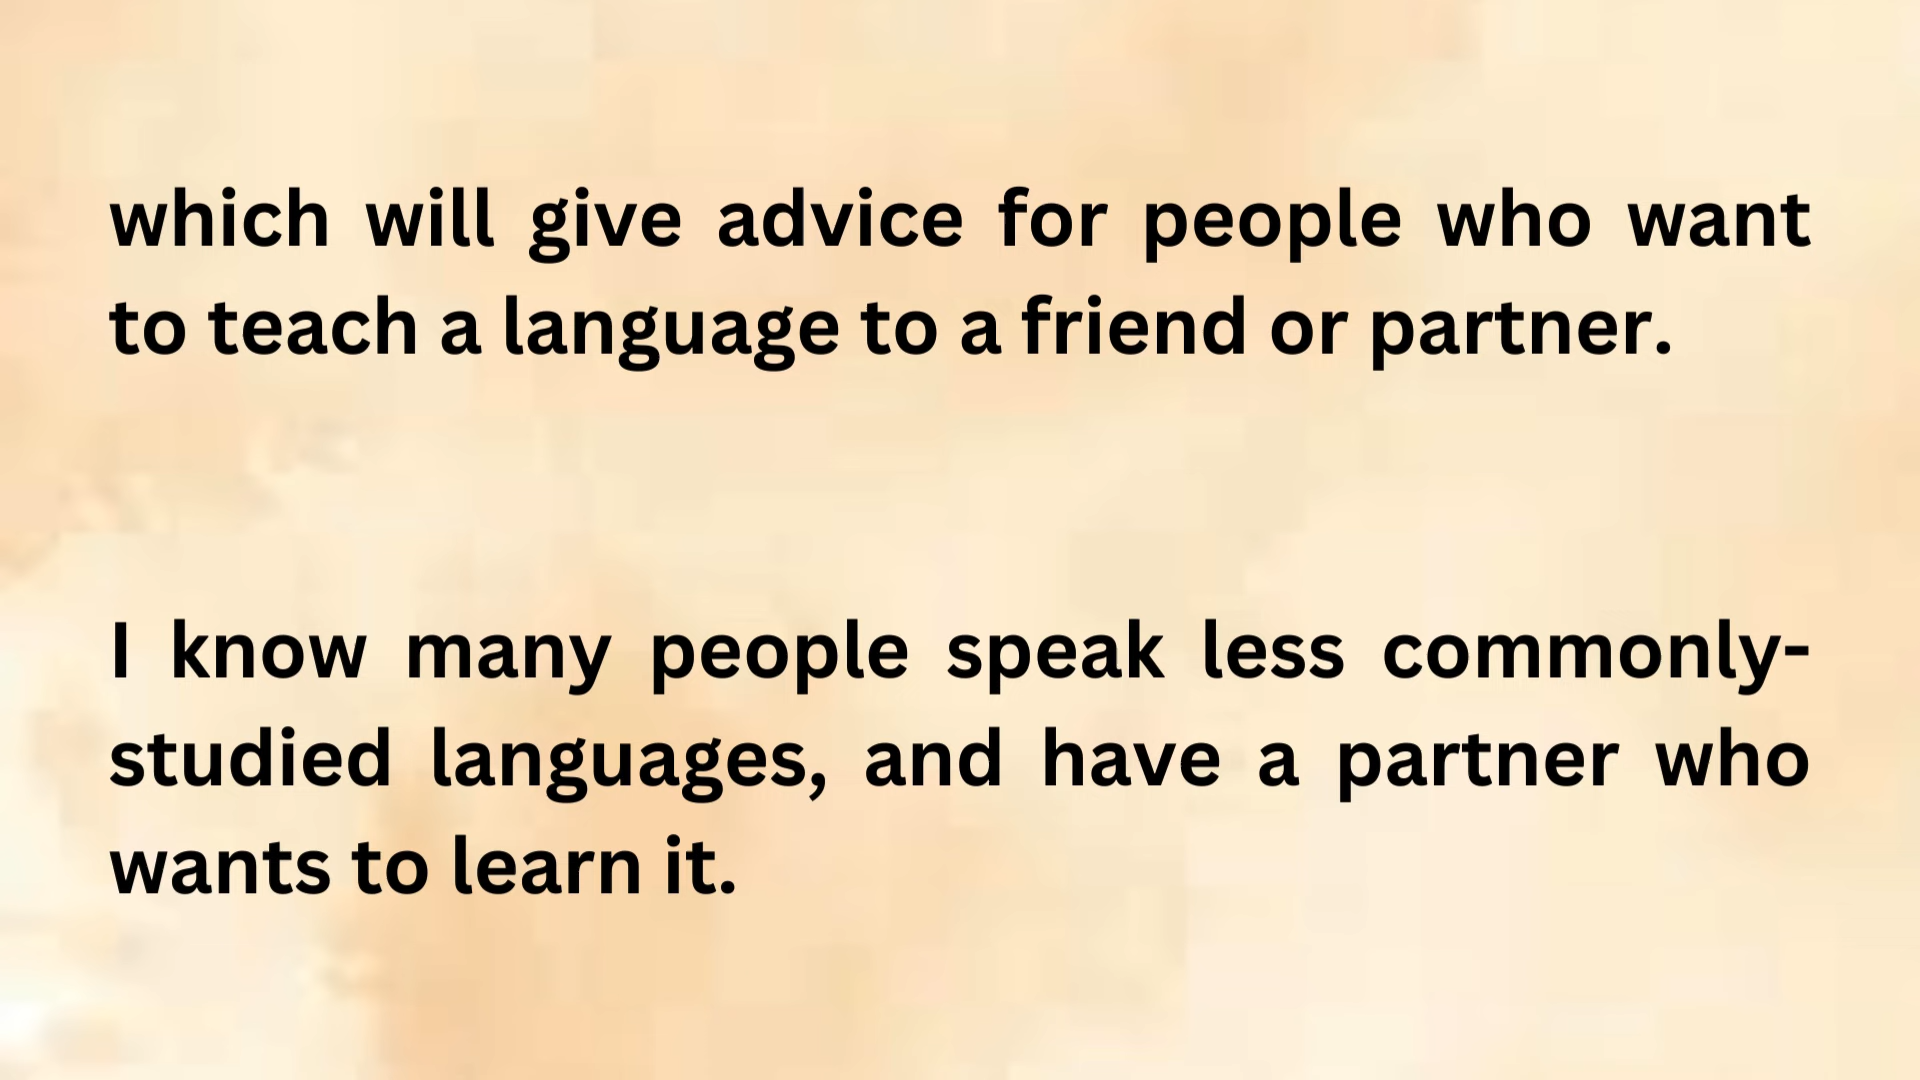 which will give advice for people who want
to teach a language to a friend or partner.
I know many people speak less commonly-
studied languages, and have a partner who
wants to learn it.